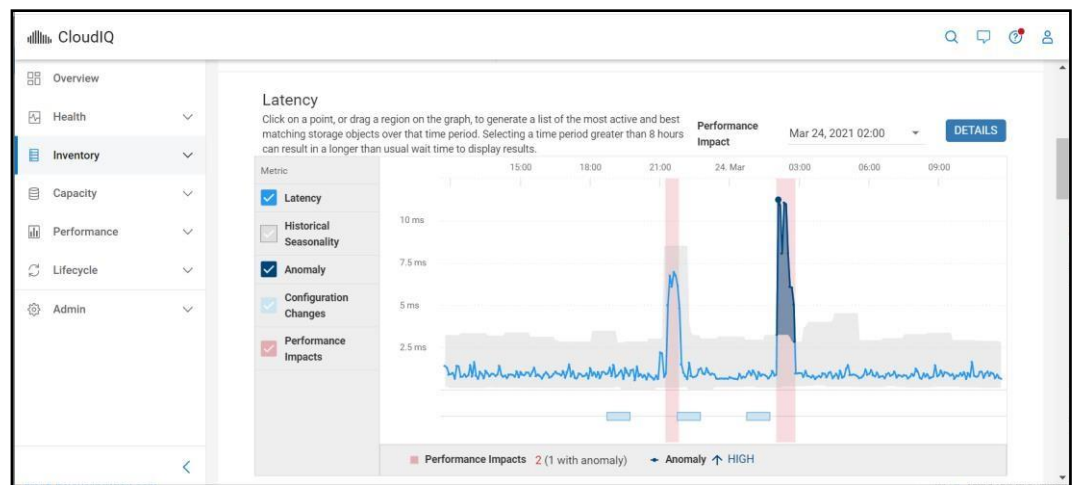 CloudIQ
Overview
Health
Inventory
Capacity
Performance
Lifecycle
Admin
Latency
Click on a point, or drag a region on the graph, to generate a list of the most active and best
matching storage objects over that time period. Selecting a time period greater than 8 hours
can result in a longer than usual wait time to display results.
Performance
Impact
Mar 24, 2021 02:00
DETAILS
Metric
Latency
Historical
Seasonality
Anomaly
Configuration
Changes
Performance
Impacts
15:00 18:00 21:00 24. Mar 03:00 06:00 09:00
10 ms
7.5 ms
5 ms
2.5 ms
Performance Impacts 2 (1 with anomaly) Anomaly HIGH